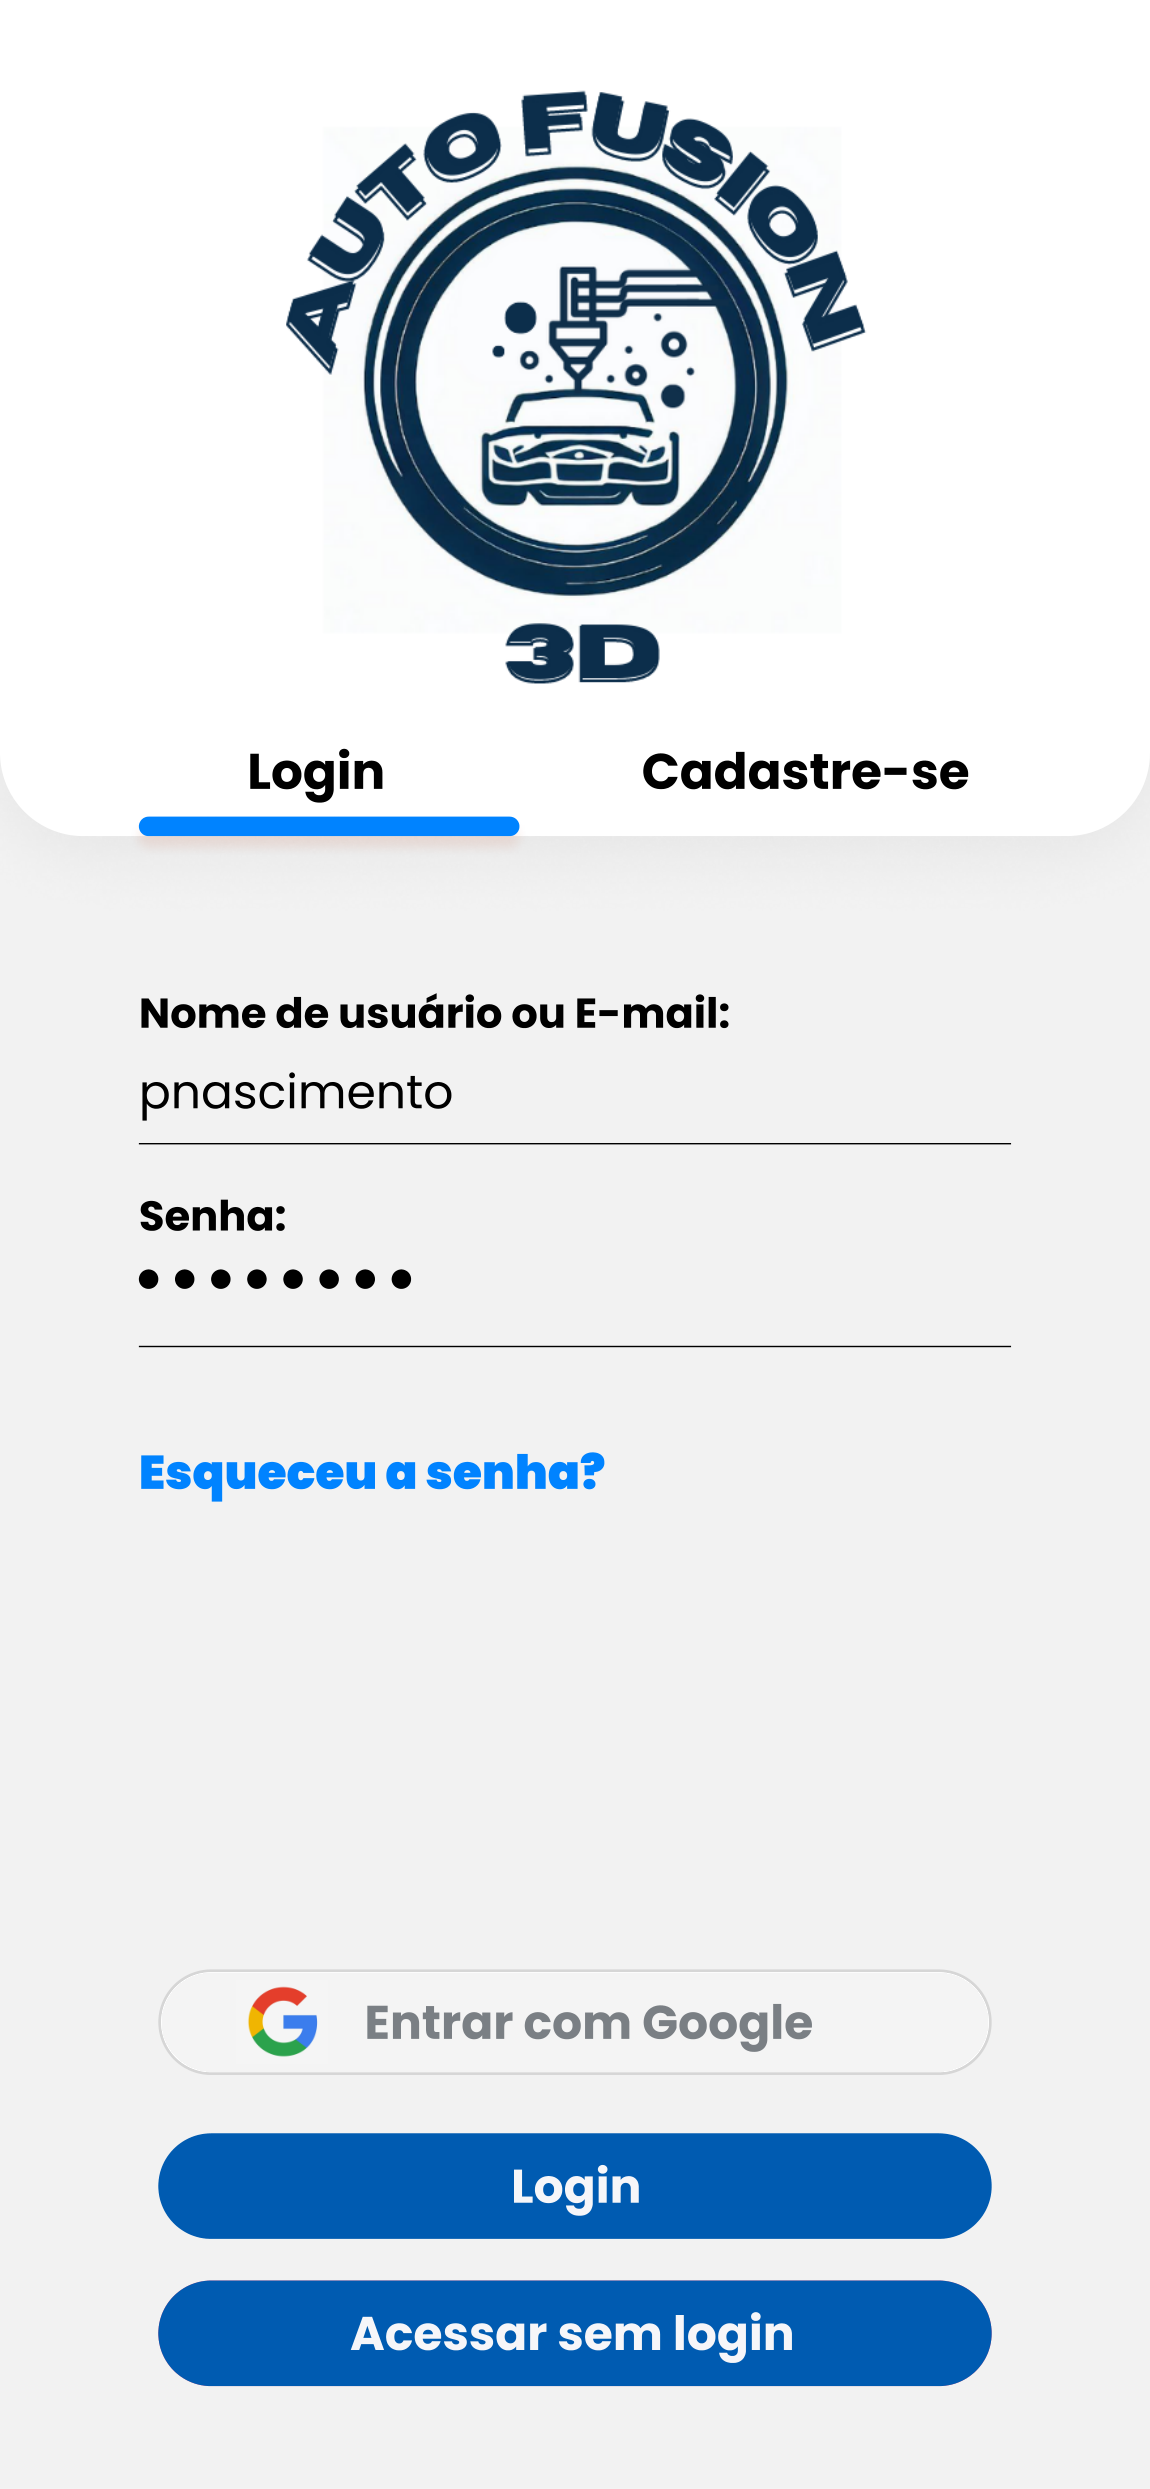 AUTO FUSION
3D
Login
Cadastre-se
Nome de usuário ou E-mail:
pnascimento
Senha:
Esqueceu a senha?
Entrar com Google
Login
Acessar sem login